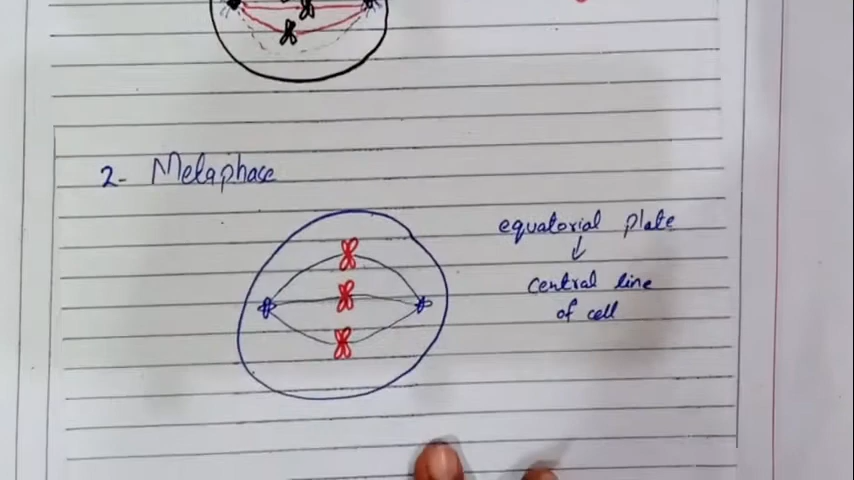 2- Metaphase
equatorial plate
↓
central line
of cell